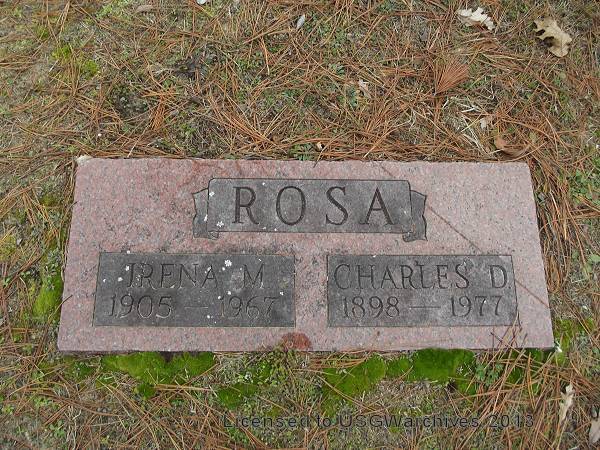 ROSA
IRENA M.
1905 — 1967
CHARLES D.
1898 — 1977
Licensed to USGWarchives 2013